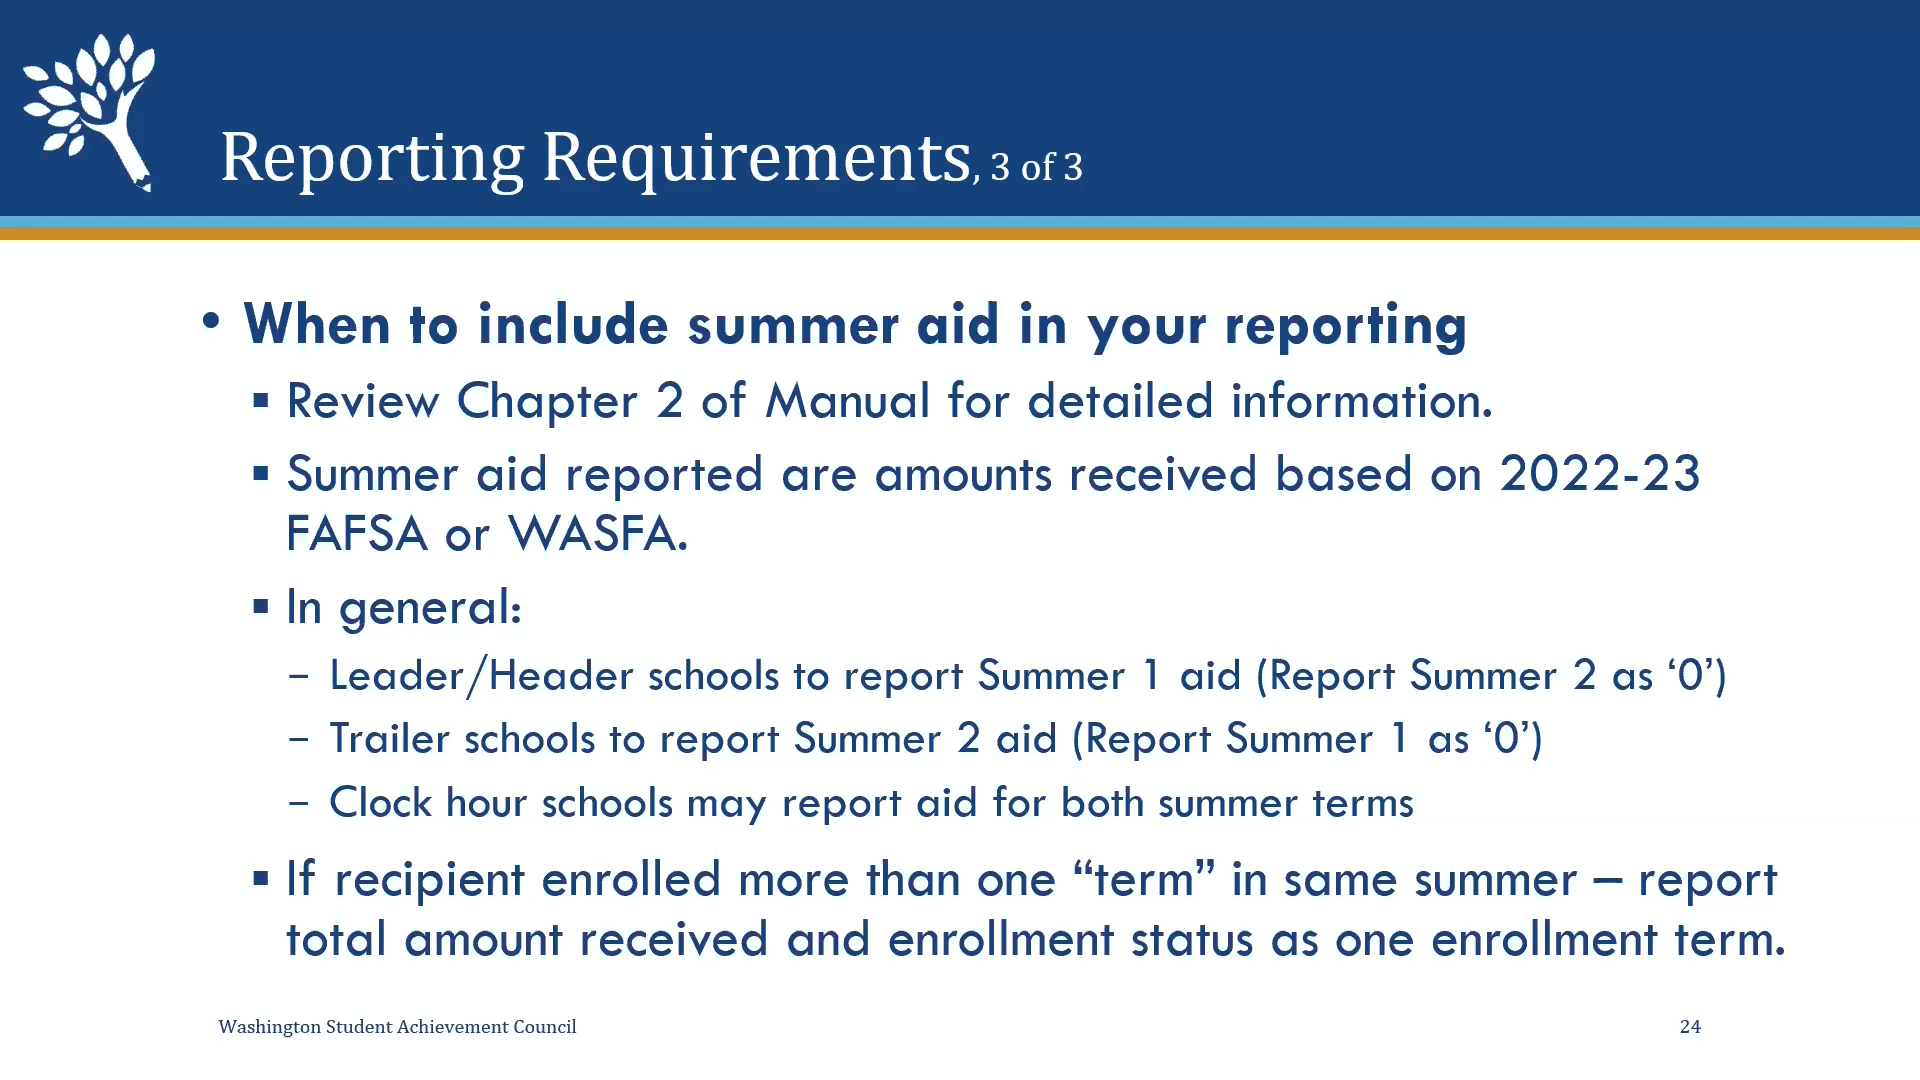 Reporting Requirements, 3 of 3
• When to include summer aid in your reporting
▪ Review Chapter 2 of Manual for detailed information.
▪ Summer aid reported are amounts received based on 2022-23
FAFSA or WASFA.
▪ In general:
– Leader/Header schools to report Summer 1 aid (Report Summer 2 as ‘0’)
– Trailer schools to report Summer 2 aid (Report Summer 1 as ‘0’)
– Clock hour schools may report aid for both summer terms
▪ If recipient enrolled more than one “term” in same summer – report
total amount received and enrollment status as one enrollment term.
Washington Student Achievement Council
24